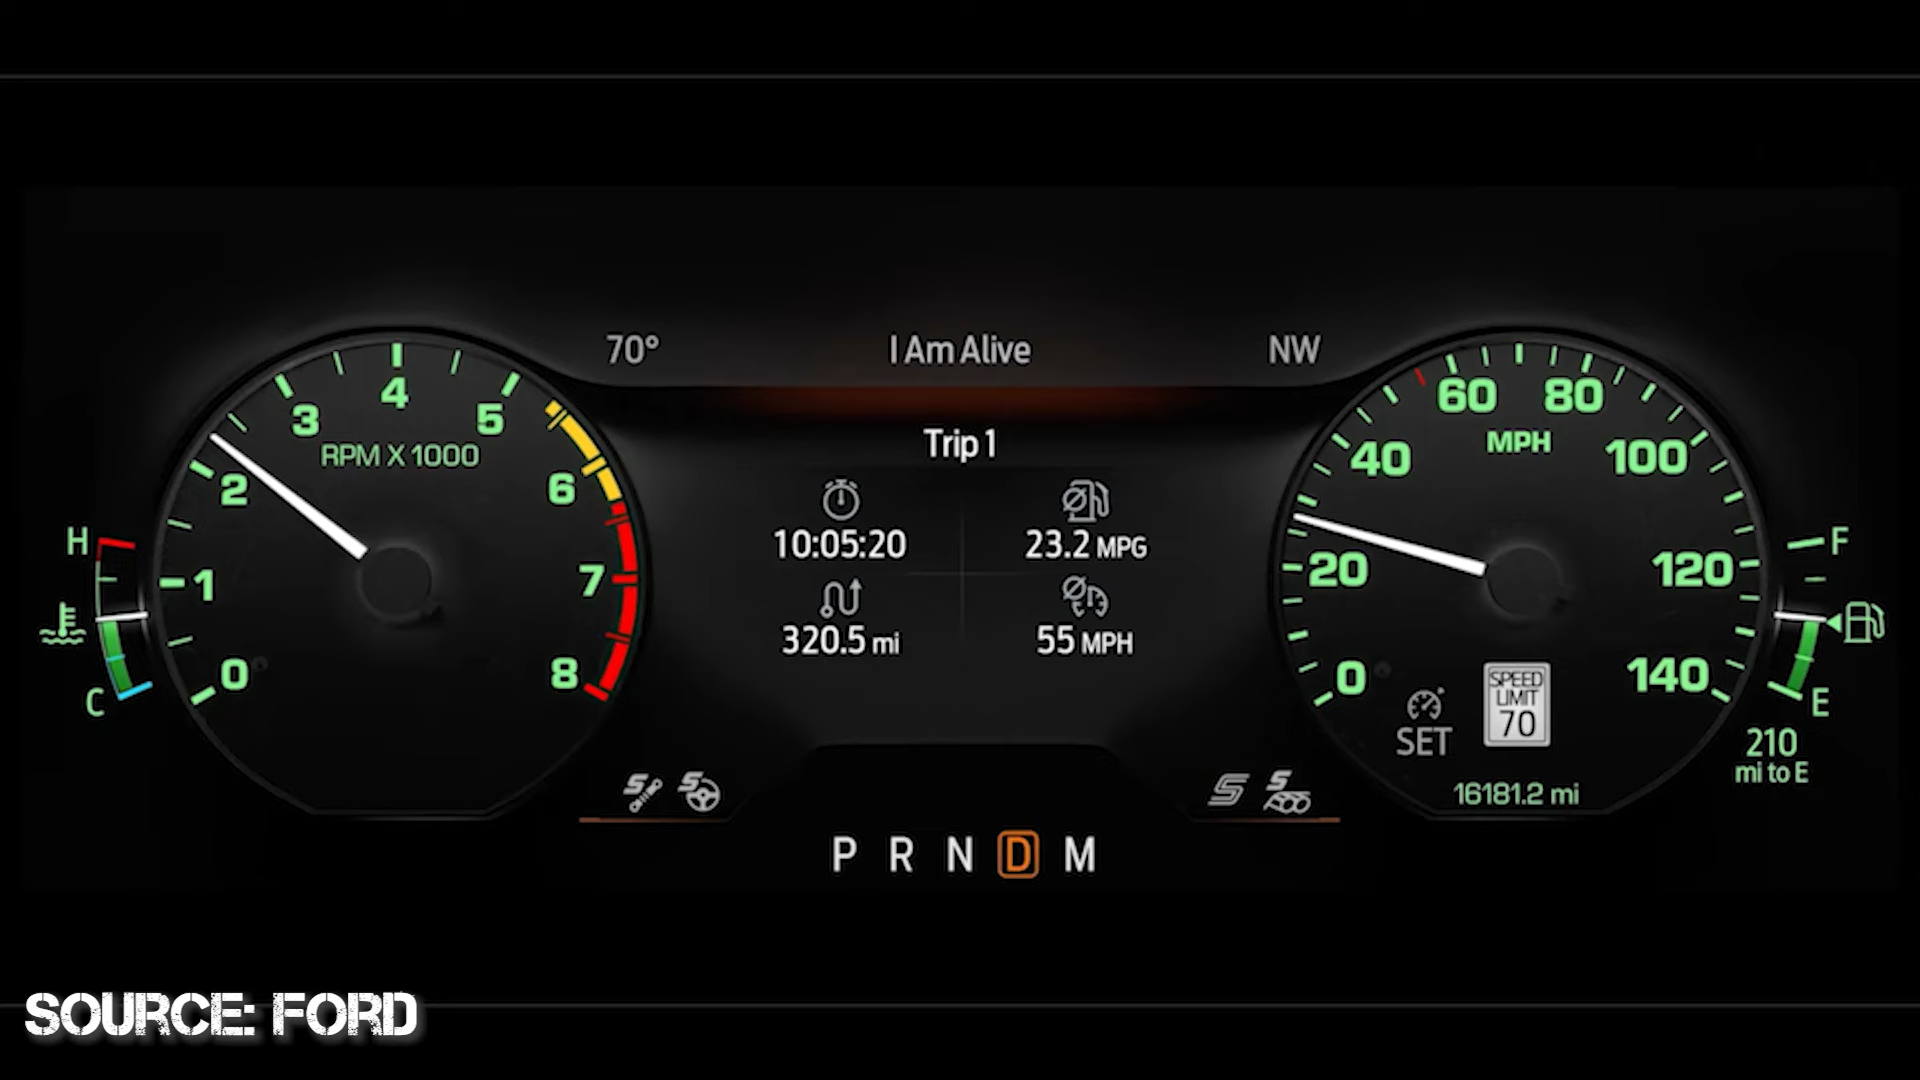 70° I Am Alive NW
Trip 1
10:05:20 23.2 MPG
320.5 mi 55 MPH
0 1 2 3 4 5 6 7 8
RPM X 1000
H
C
0 20 40 60 80 100 120 140
MPH
SET
SPEED
LIMIT
70
16181.2 mi
F
E
210
mi to E
S S
S S
P R N D M
SOURCE: FORD